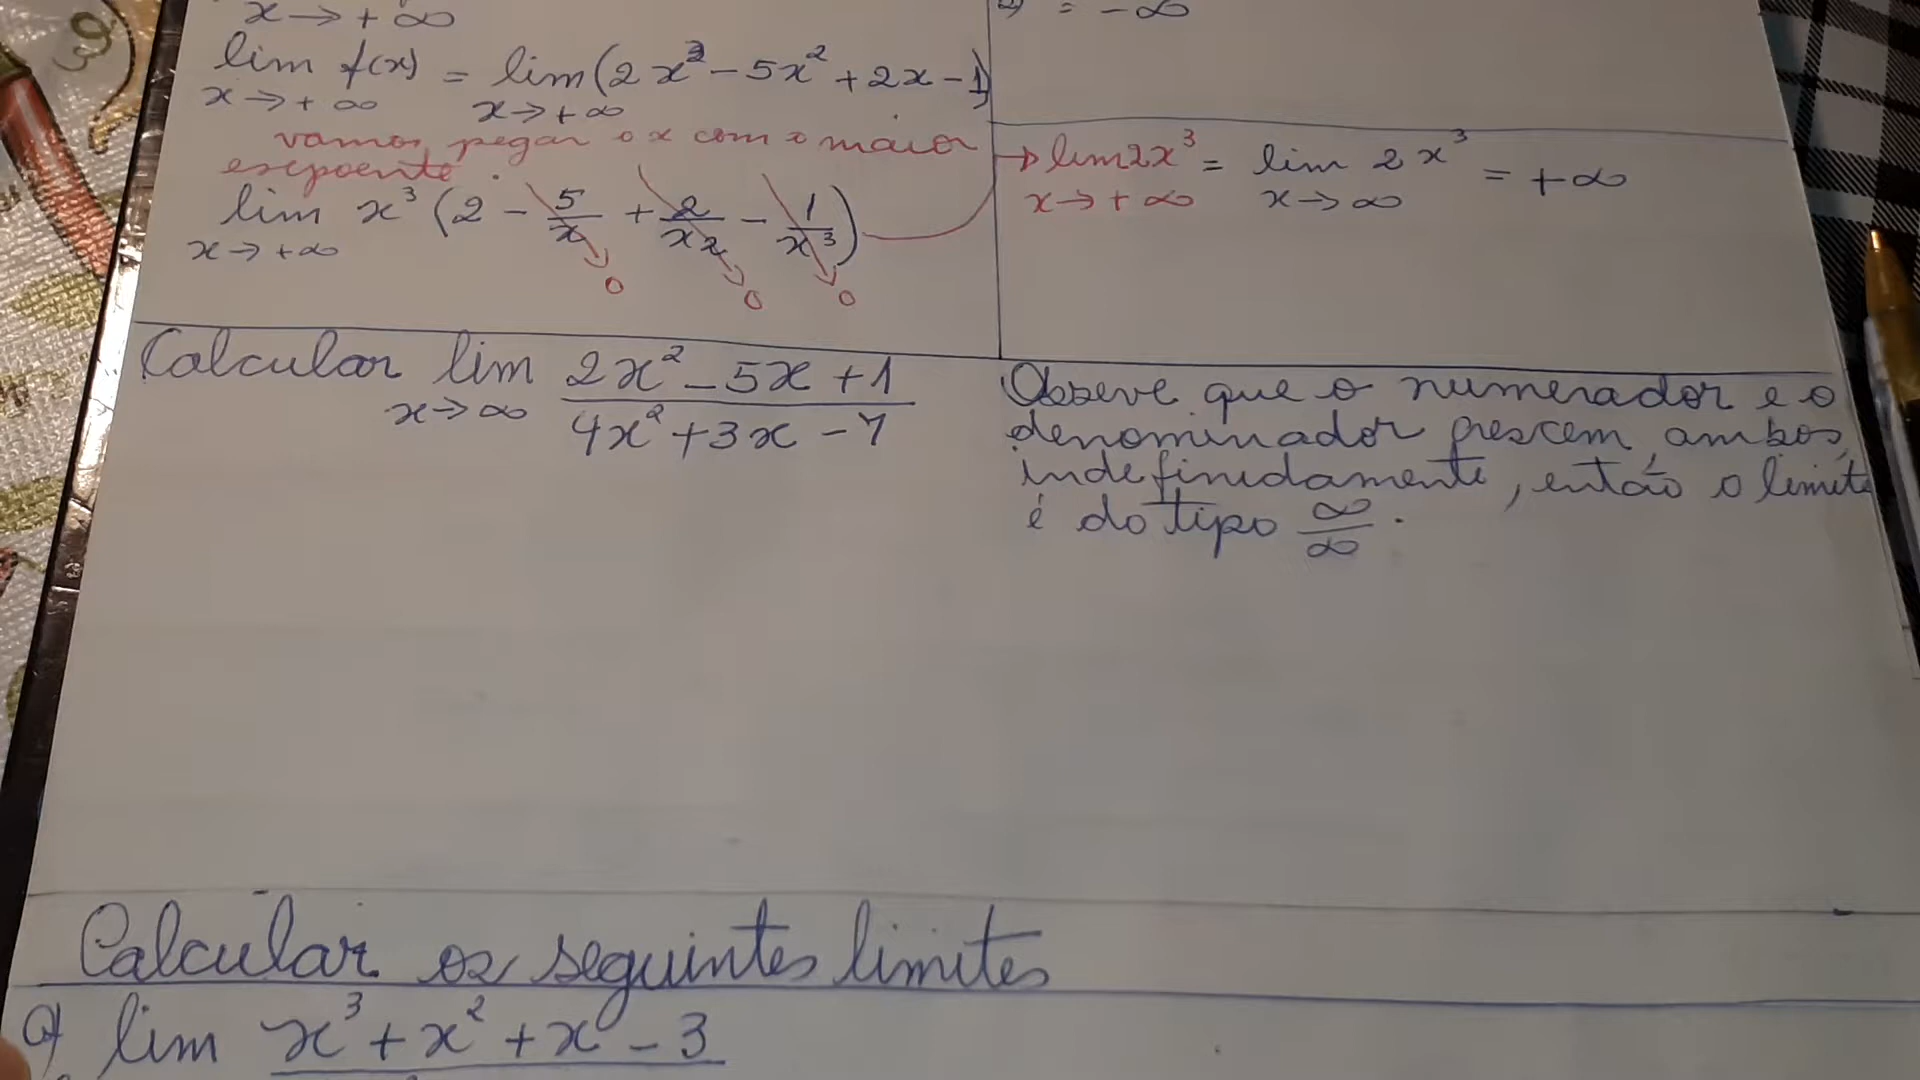 x → + ∞
= - ∞
lim f(x) = lim (2x³ - 5x² + 2x - 1)
x → + ∞ x → + ∞
vamos pegar o x com o maior
esepoente.
lim x³ (2 - 5/x + 2/x2 - 1/x³)
x → + ∞
0 0 0
→ lim 2x³ = lim 2x³ = + ∞
x → + ∞ x → ∞
Calcular lim 2x² - 5x + 1 / 4x² + 3x - 7
x → ∞
Obseve que o numerador e o
denominador crescem, ambos,
indefinidamente, então o limite
é do tipo ∞/∞.
Calcular os seguintes limites
a) lim x³ + x² + x - 3